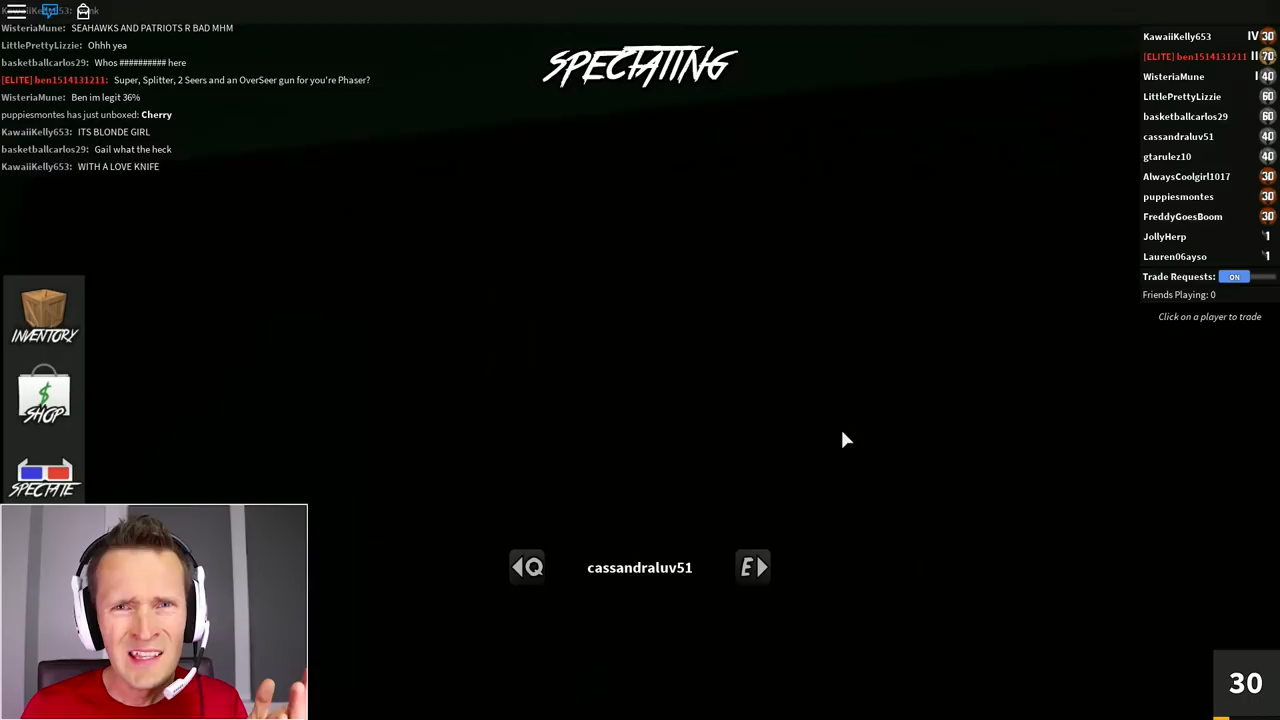 WisteriaMune: SEAHAWKS AND PATRIOTS R BAD MHM
LittlePrettyLizzie: Ohhh yea
basketballcarlos29: Whos ########## here
[ELITE] ben1514131211: Super, Splitter, 2 Seers and an OverSeer gun for you're Phaser?
WisteriaMune: Ben im legit 36%
puppiesmontes has just unboxed: Cherry
KawaiiKelly653: ITS BLONDE GIRL
basketballcarlos29: Gail what the heck
KawaiiKelly653: WITH A LOVE KNIFE
SPECTATING
KawaiiKelly653 IV 30
[ELITE] ben1514131211 II 70
WisteriaMune I 40
LittlePrettyLizzie 60
basketballcarlos29 60
cassandraluv51 40
gtarulez10 40
AlwaysCoolgirl1017 30
puppiesmontes 30
FreddyGoesBoom 30
JollyHerp 1
Lauren06ayso 1
Trade Requests: ON
Friends Playing: 0
Click on a player to trade
INVENTORY
$
SHOP
SPECTATE
Q cassandraluv51 E
30